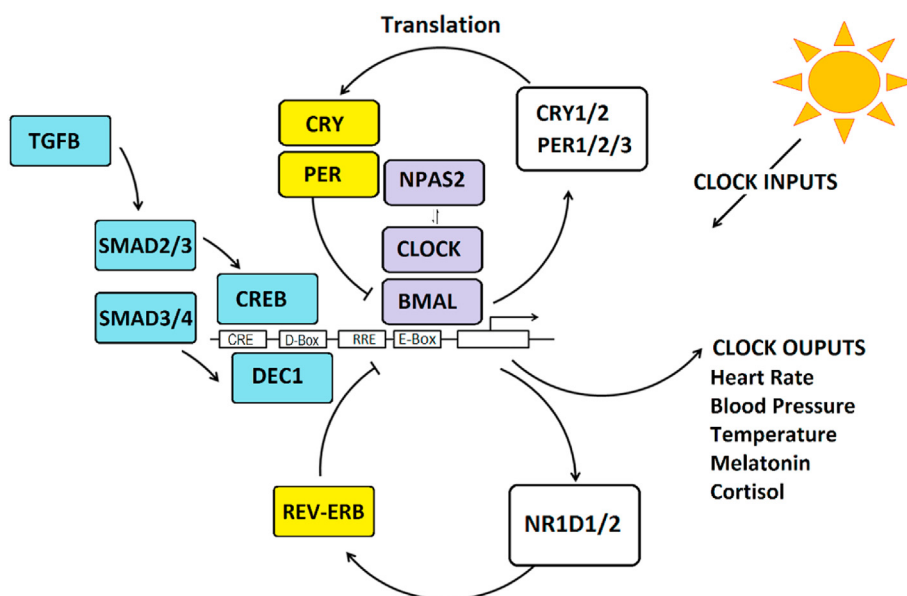 Translation
CRY
PER
CRY1/2
PER1/2/3
TGFB
NPAS2
CLOCK INPUTS
SMAD2/3
CLOCK
CREB
BMAL
SMAD3/4
CRE
D-Box
RRE
E-Box
DEC1
CLOCK OUPUTS
Heart Rate
Blood Pressure
Temperature
Melatonin
Cortisol
REV-ERB
NR1D1/2